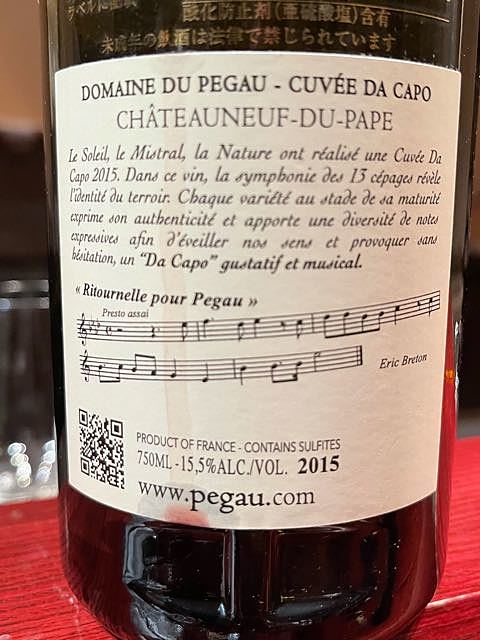 酸化防止剤(亜硫酸塩)含有
未成年の飲酒は法律で禁じられています
DOMAINE DU PEGAU - CUVÉE DA CAPO
CHÂTEAUNEUF-DU-PAPE
Le Soleil, le Mistral, la Nature ont réalisé une Cuvée Da
Capo 2015. Dans ce vin, la symphonie des 13 cépages révèle
l'identité du terroir. Chaque variété au stade de sa maturité
exprime son authenticité et apporte une diversité de notes
expressives afin d'éveiller nos sens et provoquer sans
hésitation, un "Da Capo" gustatif et musical.
« Ritournelle pour Pegau »
Presto assai
Eric Breton
PRODUCT OF FRANCE - CONTAINS SULFITES
750ML -15,5%ALC./VOL. 2015
www.pegau.com